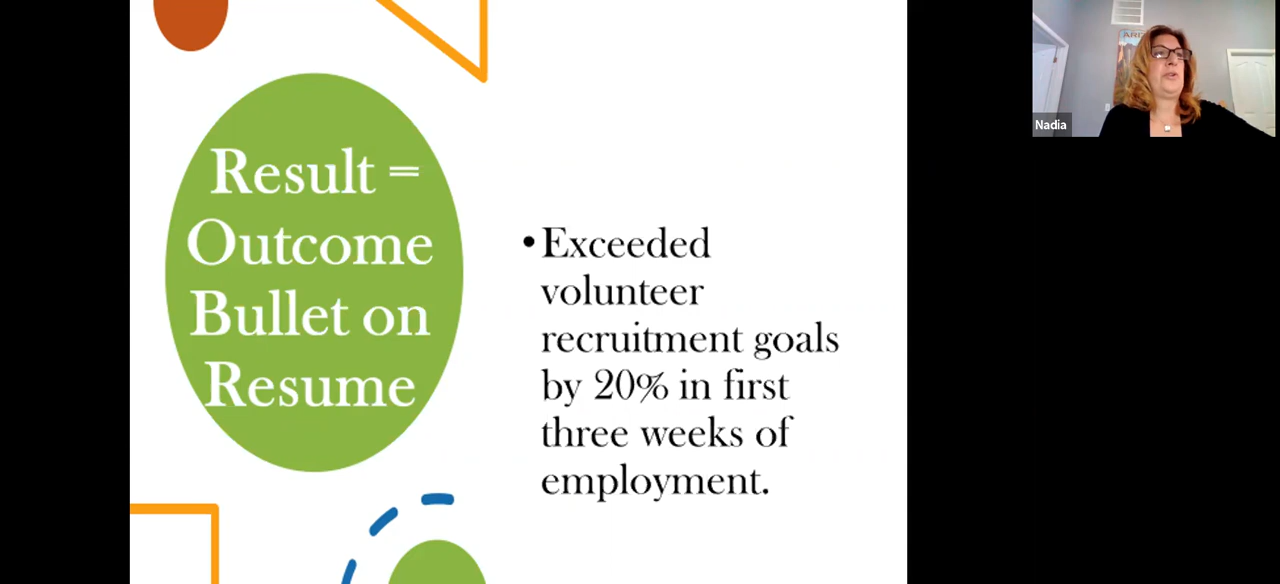 Result =
Outcome
Bullet on
Resume
• Exceeded
volunteer
recruitment goals
by 20% in first
three weeks of
employment.
Nadia